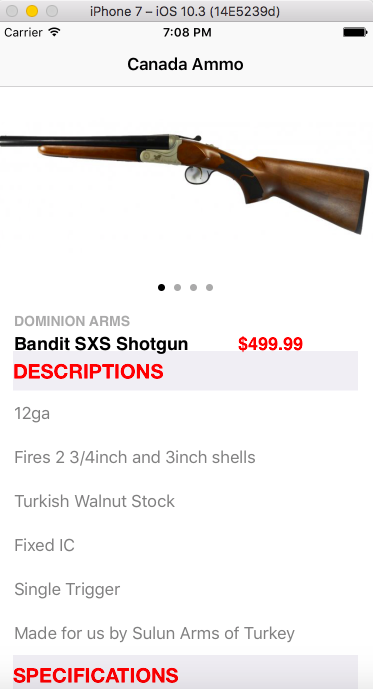 iPhone 7 – iOS 10.3 (14E5239d)
Carrier 7:08 PM
Canada Ammo
DOMINION ARMS
Bandit SXS Shotgun $499.99
DESCRIPTIONS
12ga
Fires 2 3/4inch and 3inch shells
Turkish Walnut Stock
Fixed IC
Single Trigger
Made for us by Sulun Arms of Turkey
SPECIFICATIONS